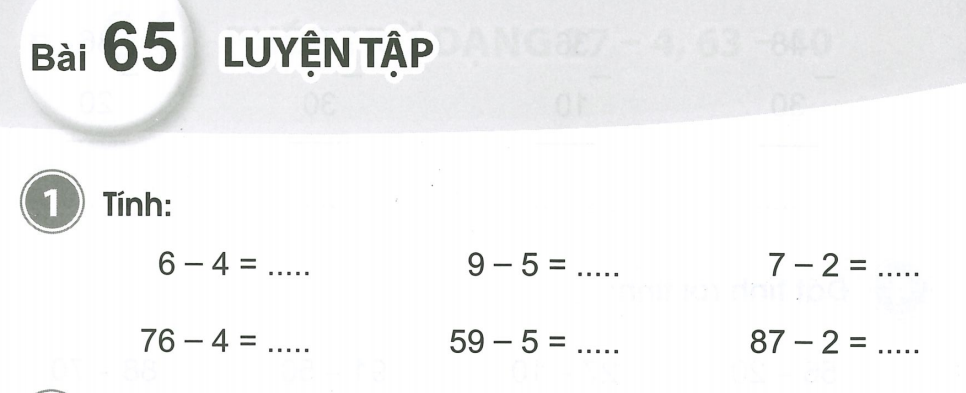 Bài 65 LUYỆN TẬP
1 Tính:
6 – 4 = ..... 9 – 5 = ..... 7 – 2 = .....
76 – 4 = ..... 59 – 5 = ..... 87 – 2 = .....